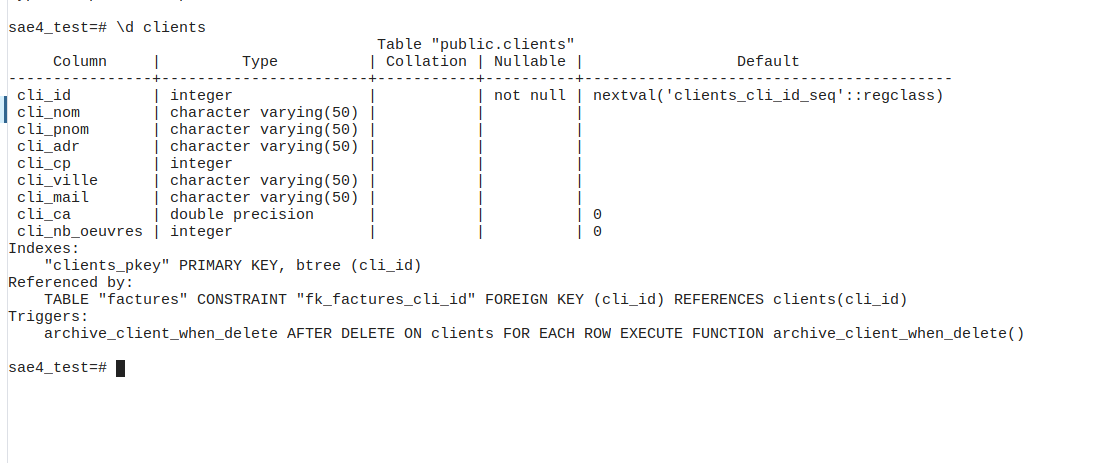 sae4_test=# \d clients
                                         Table "public.clients"
     Column     |         Type          | Collation | Nullable |                 Default
----------------+-----------------------+-----------+----------+-----------------------------------------
 cli_id         | integer               |           | not null | nextval('clients_cli_id_seq'::regclass)
 cli_nom        | character varying(50) |           |          |
 cli_pnom       | character varying(50) |           |          |
 cli_adr        | character varying(50) |           |          |
 cli_cp         | integer               |           |          |
 cli_ville      | character varying(50) |           |          |
 cli_mail       | character varying(50) |           |          |
 cli_ca         | double precision      |           |          | 0
 cli_nb_oeuvres | integer               |           |          | 0
Indexes:
    "clients_pkey" PRIMARY KEY, btree (cli_id)
Referenced by:
    TABLE "factures" CONSTRAINT "fk_factures_cli_id" FOREIGN KEY (cli_id) REFERENCES clients(cli_id)
Triggers:
    archive_client_when_delete AFTER DELETE ON clients FOR EACH ROW EXECUTE FUNCTION archive_client_when_delete()
sae4_test=#